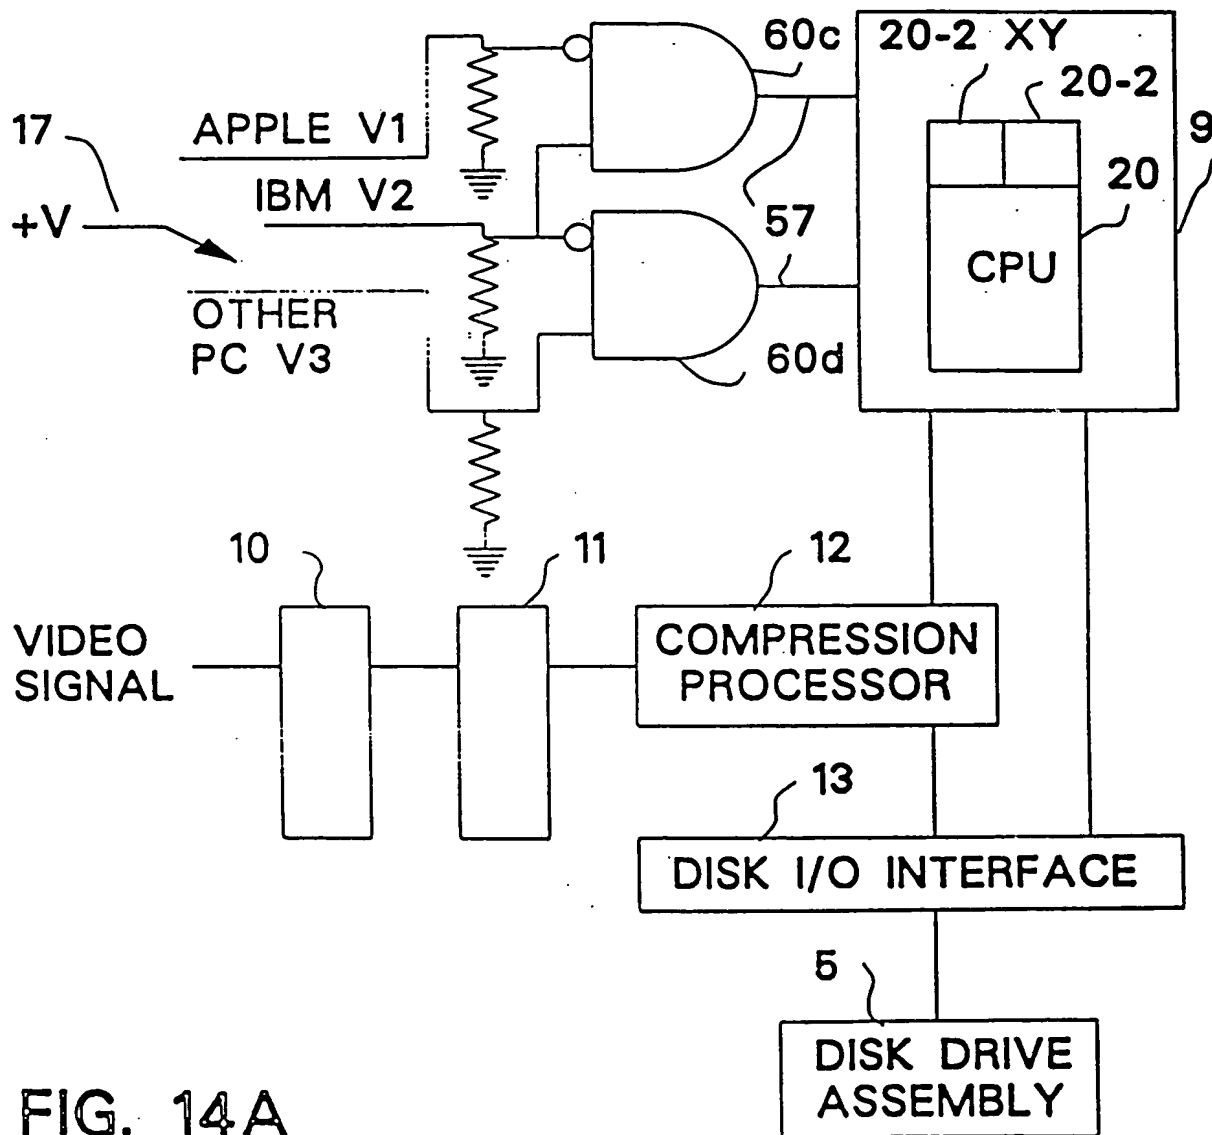 60c
20-2 XY
20-2
17
APPLE V1
9
20
IBM V2
+V
57
CPU
OTHER
PC V3
60d
10
11
12
VIDEO
SIGNAL
COMPRESSION
PROCESSOR
13
DISK I/O INTERFACE
5
DISK DRIVE
ASSEMBLY
FIG. 14A